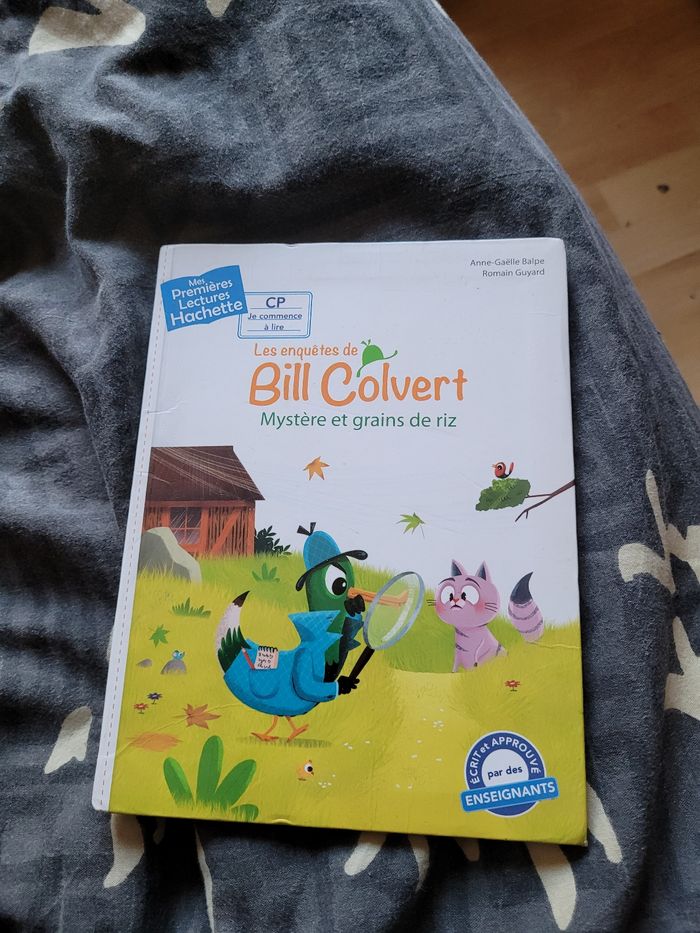 Anne-Gaëlle Balpe
Romain Guyard
Mes
Premières
Lectures
Hachette
CP
Je commence
à lire
Les enquêtes de
Bill Colvert
Mystère et grains de riz
ÉCRIT et APPROUVÉ
par des
ENSEIGNANTS